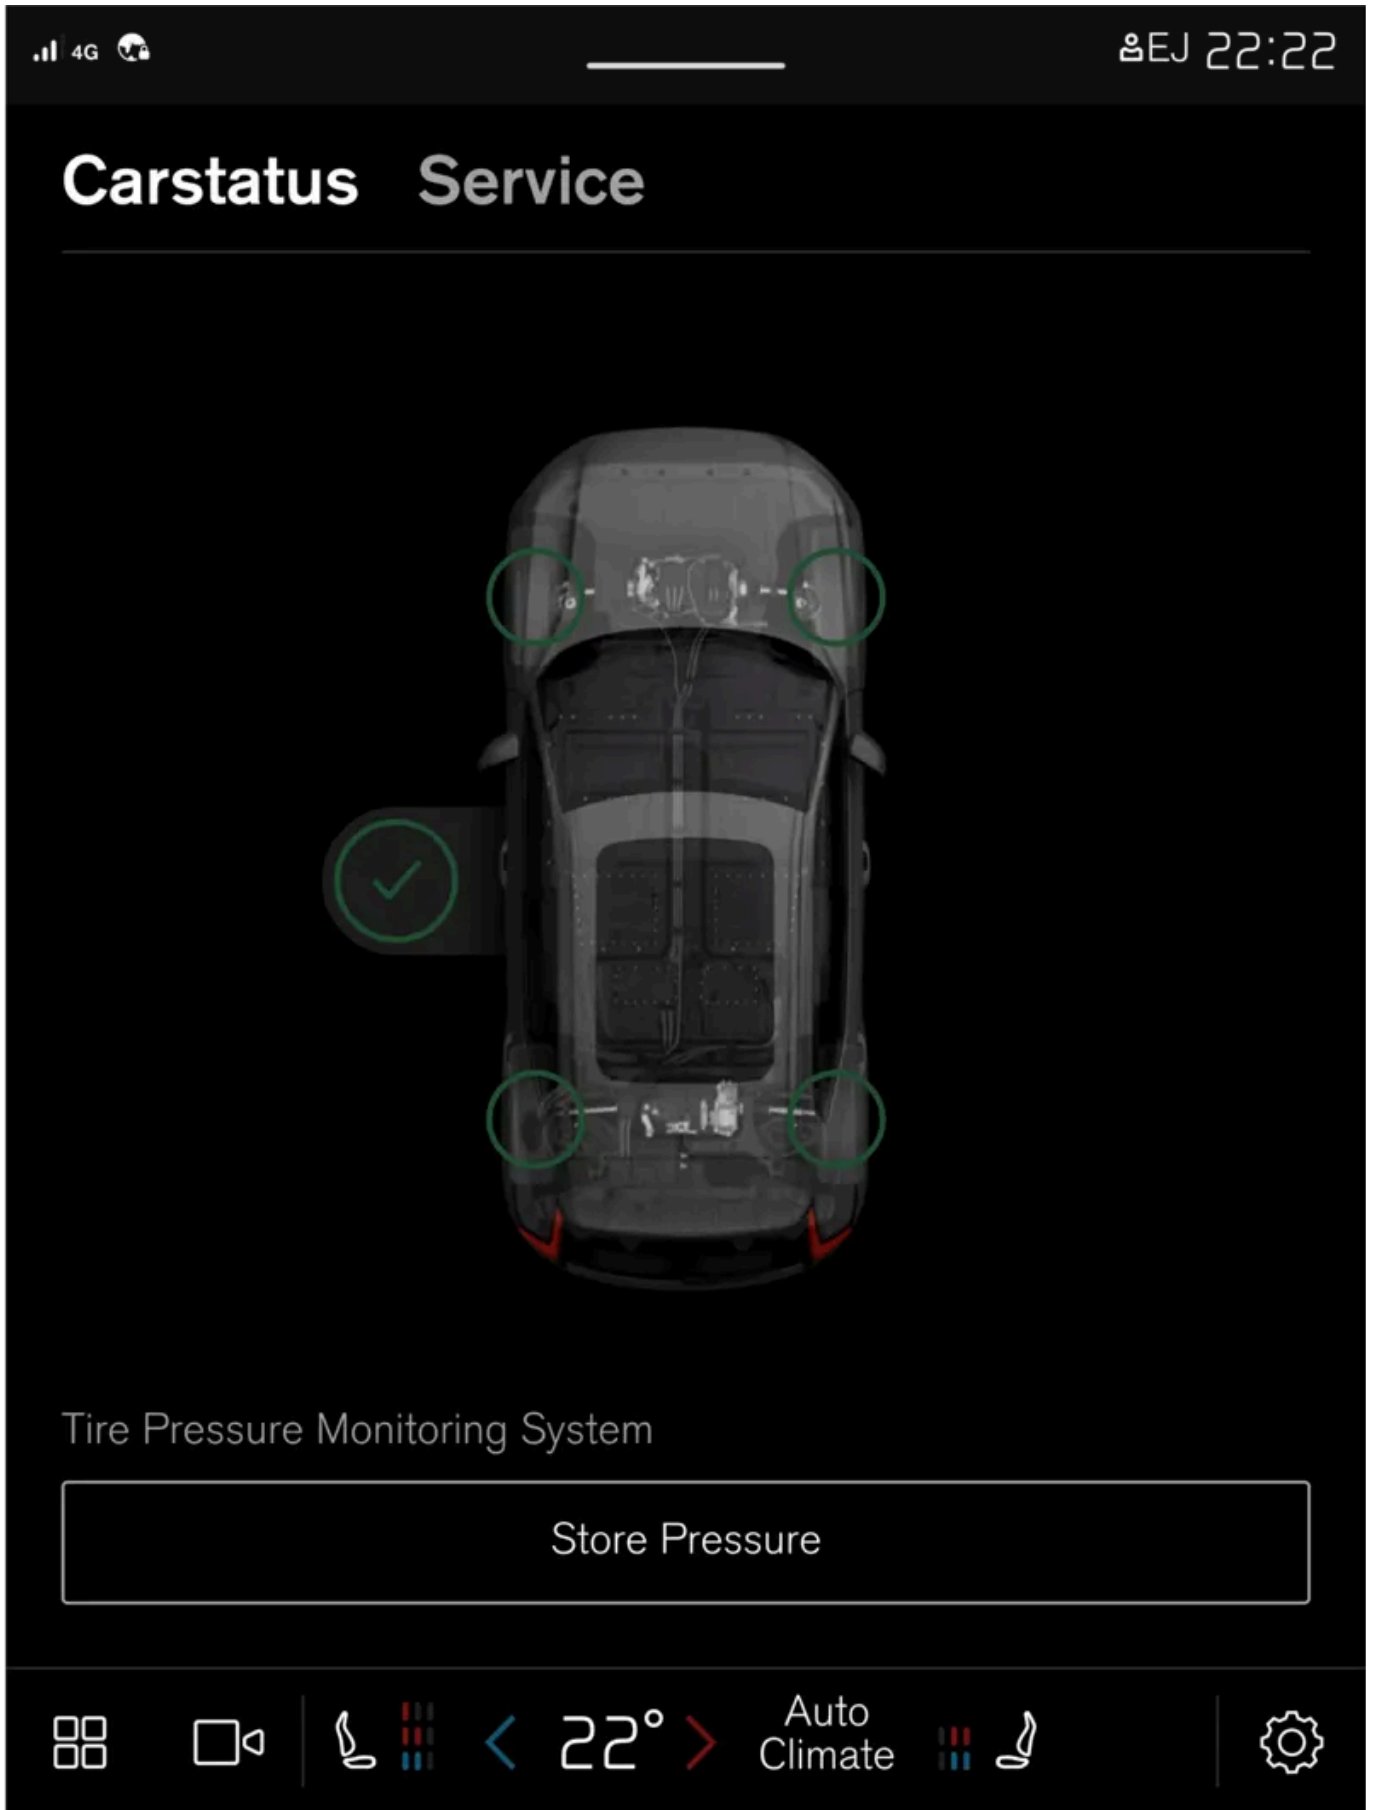 4G
EJ 22:22
Carstatus Service
Tire Pressure Monitoring System
Store Pressure
22°
Auto
Climate